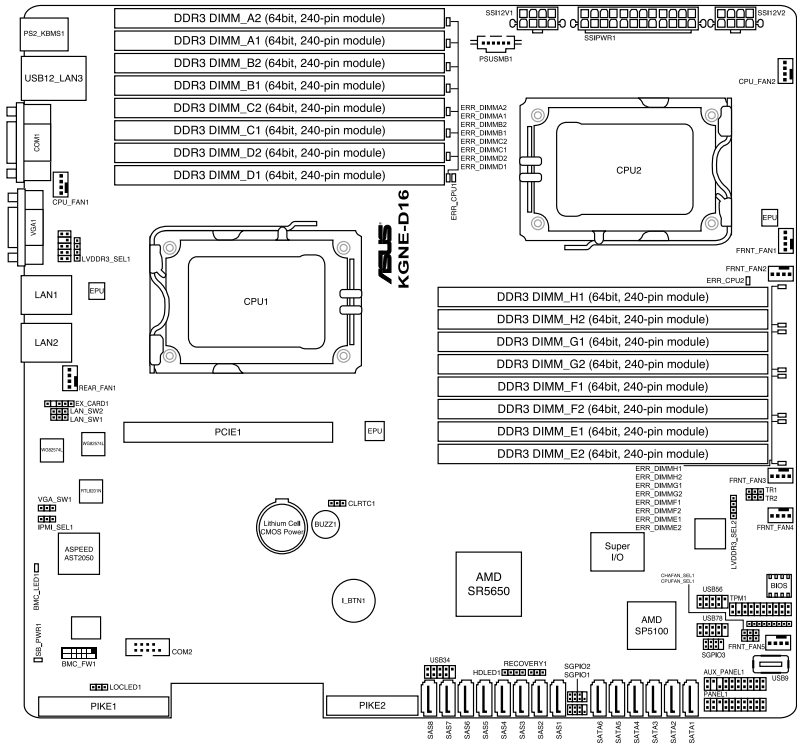 PS2_KBMS1
USB12_LAN3
COM1
CPU_FAN1
VGA1
LVDDR3_SEL1
LAN1
EPU
LAN2
REAR_FAN1
EX_CARD1
LAN_SW2
LAN_SW1
WG82574L
WG82574L
RTL8201N
VGA_SW1
IPMI_SEL1
ASPEED
AST2050
BMC_LED1
SB_PWR1
BMC_FW1
COM2
LOCLED1
PIKE1
DDR3 DIMM_A2 (64bit, 240-pin module)
DDR3 DIMM_A1 (64bit, 240-pin module)
DDR3 DIMM_B2 (64bit, 240-pin module)
DDR3 DIMM_B1 (64bit, 240-pin module)
DDR3 DIMM_C2 (64bit, 240-pin module)
DDR3 DIMM_C1 (64bit, 240-pin module)
DDR3 DIMM_D2 (64bit, 240-pin module)
DDR3 DIMM_D1 (64bit, 240-pin module)
ERR_DIMMA2
ERR_DIMMA1
ERR_DIMMB2
ERR_DIMMB1
ERR_DIMMC2
ERR_DIMMC1
ERR_DIMMD2
ERR_DIMMD1
ERR_CPU1
PSUSMB1
SSI12V1
SSIPWR1
SSI12V2
CPU_FAN2
CPU2
EPU
FRNT_FAN1
FRNT_FAN2
ERR_CPU2
ASUS
KGNE-D16
CPU1
DDR3 DIMM_H1 (64bit, 240-pin module)
DDR3 DIMM_H2 (64bit, 240-pin module)
DDR3 DIMM_G1 (64bit, 240-pin module)
DDR3 DIMM_G2 (64bit, 240-pin module)
DDR3 DIMM_F1 (64bit, 240-pin module)
DDR3 DIMM_F2 (64bit, 240-pin module)
DDR3 DIMM_E1 (64bit, 240-pin module)
DDR3 DIMM_E2 (64bit, 240-pin module)
ERR_DIMMH1
ERR_DIMMH2
ERR_DIMMG1
ERR_DIMMG2
ERR_DIMMF1
ERR_DIMMF2
ERR_DIMME1
ERR_DIMME2
PCIE1
EPU
CLRTC1
Lithium Cell
CMOS Power
BUZZ1
I_BTN1
AMD
SR5650
Super
I/O
AMD
SP5100
FRNT_FAN3
TR1
TR2
LVDDR3_SEL2
FRNT_FAN4
CHAFAN_SEL1
CPUFAN_SEL1
BIOS
USB56
TPM1
USB78
SGPIO3
FRNT_FAN5
USB9
AUX_PANEL1
PANEL1
USB34
HDLED1
RECOVERY1
SGPIO2
SGPIO1
PIKE2
SAS8
SAS7
SAS6
SAS5
SAS4
SAS3
SAS2
SAS1
SATA6
SATA5
SATA4
SATA3
SATA2
SATA1